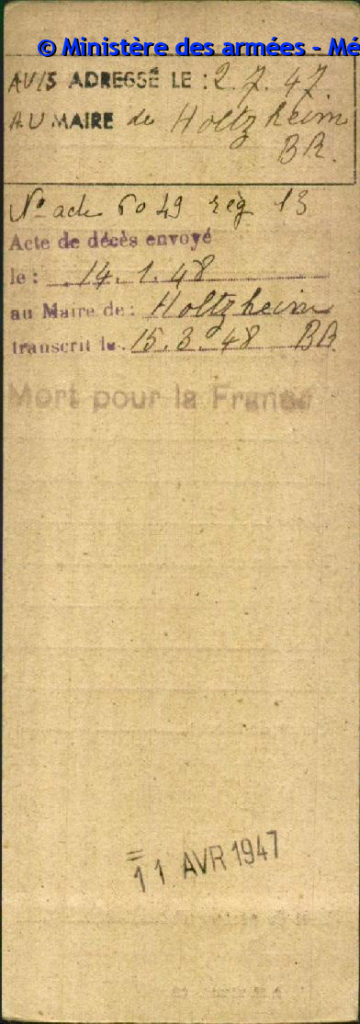 © Ministère des armées - Mé
AVIS ADRESSÉ LE : 2.7.47.
AU MAIRE de Holtzheim
BR.
N° acte 6049 reg 13
Acte de décès envoyé
le : 14.1.48
au Maire de : Holtzheim
transcrit le 15.3.48 BR
Mort pour la France
11 AVR 1947